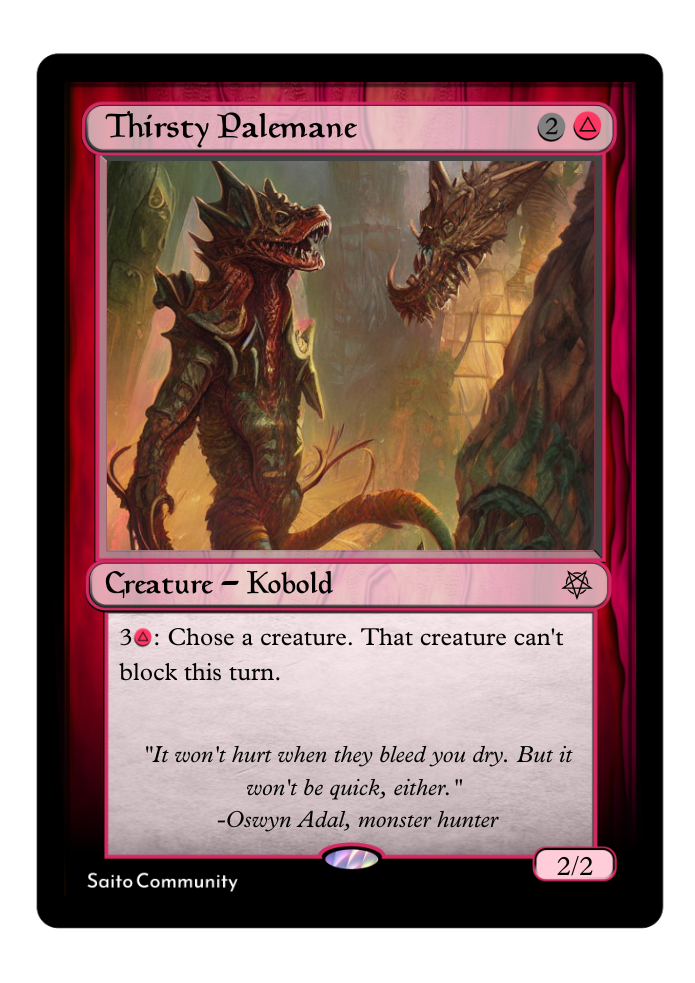 Thirsty Palemane 2
Creature – Kobold
3: Chose a creature. That creature can't
block this turn.
"It won't hurt when they bleed you dry. But it
won't be quick, either."
-Oswyn Adal, monster hunter
2/2
Saito Community